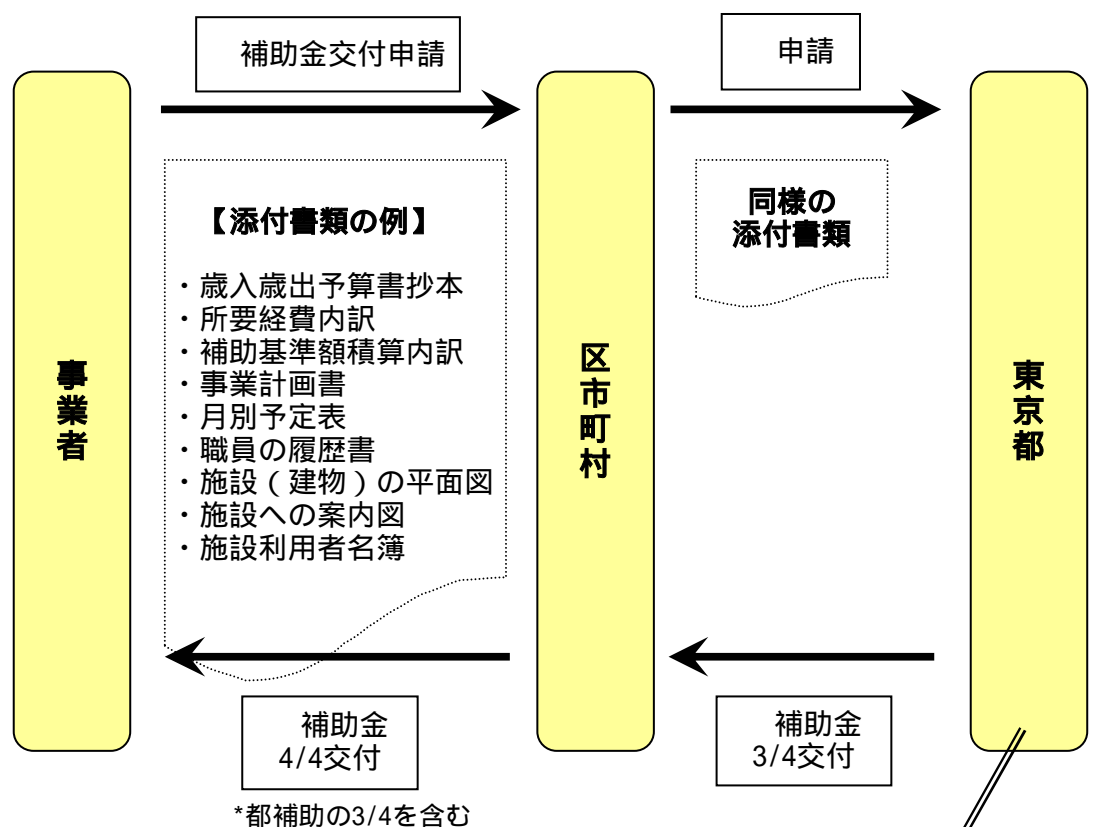 補助金交付申請
申請
事業者
【添付書類の例】
・歳入歳出予算書抄本
・所要経費内訳
・補助基準額積算内訳
・事業計画書
・月別予定表
・職員の履歴書
・施設（建物）の平面図
・施設への案内図
・施設利用者名簿
区市町村
同様の
添付書類
東京都
補助金
4/4交付
*都補助の3/4を含む
補助金
3/4交付